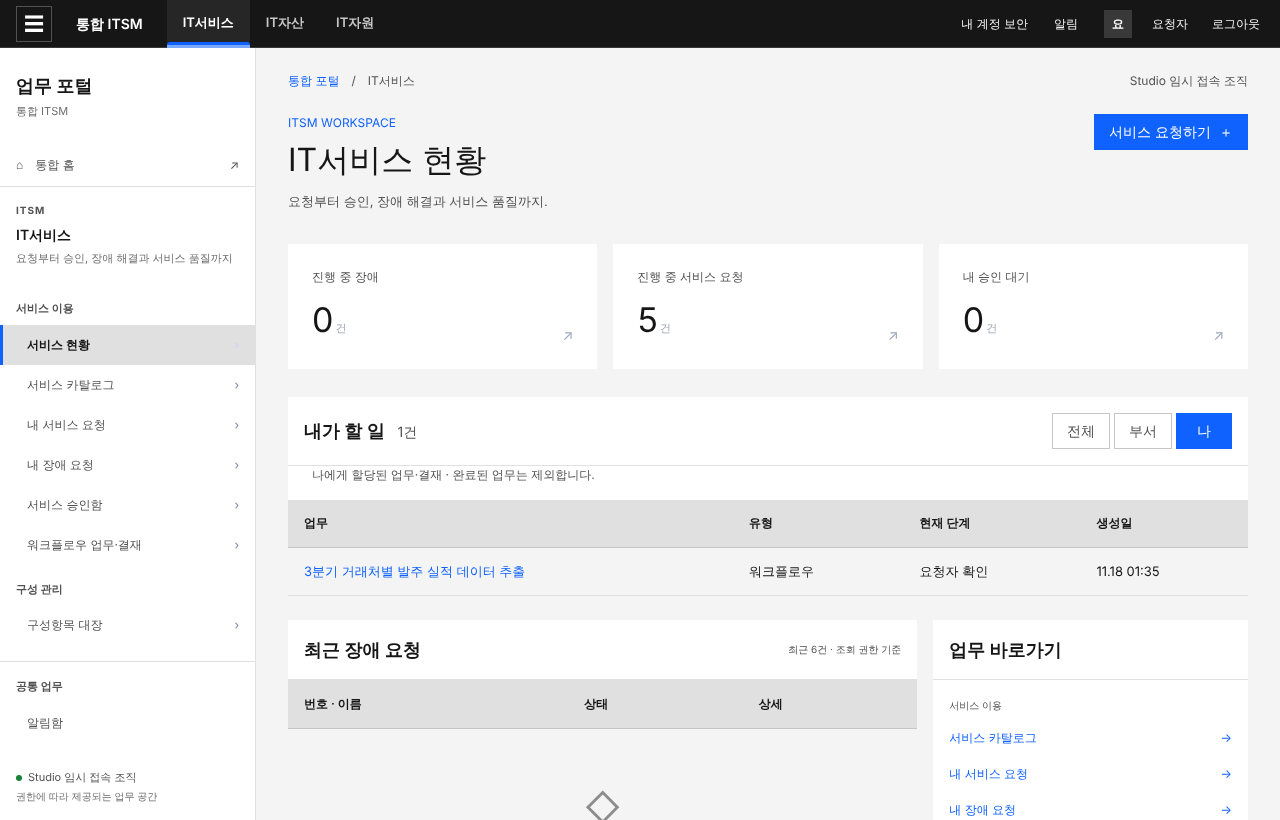 통합 ITSM
IT서비스
IT자산
IT자원
내 계정 보안
알림
요
요청자
로그아웃
업무 포털
통합 ITSM
통합 홈
ITSM
IT서비스
요청부터 승인, 장애 해결과 서비스 품질까지
서비스 이용
서비스 현황
서비스 카탈로그
내 서비스 요청
내 장애 요청
서비스 승인함
워크플로우 업무·결재
구성 관리
구성항목 대장
공통 업무
알림함
Studio 임시 접속 조직
권한에 따라 제공되는 업무 공간
통합 포털 / IT서비스
Studio 임시 접속 조직
ITSM WORKSPACE
IT서비스 현황
요청부터 승인, 장애 해결과 서비스 품질까지.
서비스 요청하기 +
진행 중 장애
0 건
진행 중 서비스 요청
5 건
내 승인 대기
0 건
내가 할 일 1건
전체
부서
나
나에게 할당된 업무·결재 · 완료된 업무는 제외합니다.
업무 유형 현재 단계 생성일
3분기 거래처별 발주 실적 데이터 추출 워크플로우 요청자 확인 11.18 01:35
최근 장애 요청
최근 6건 · 조회 권한 기준
번호 · 이름 상태 상세
업무 바로가기
서비스 이용
서비스 카탈로그 →
내 서비스 요청 →
내 장애 요청 →